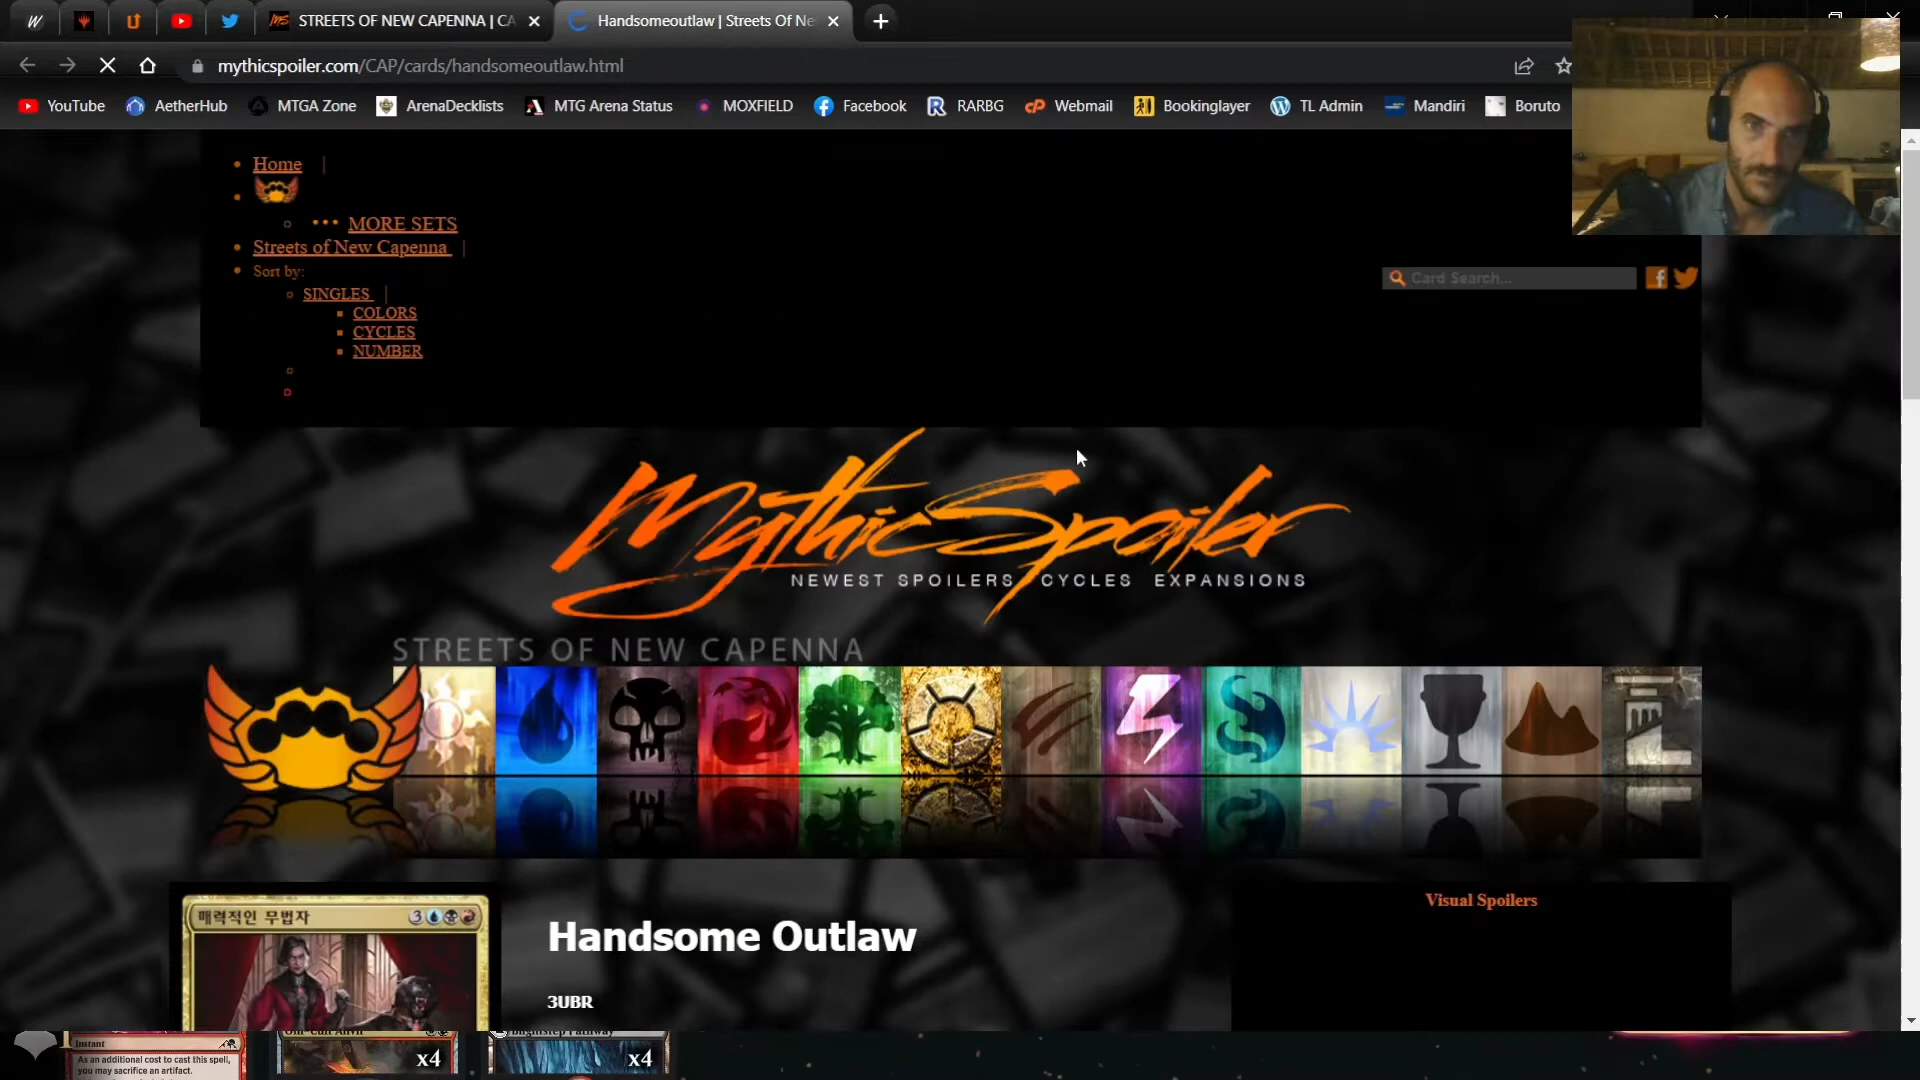 STREETS OF NEW CAPENNA | CA
Handsomeoutlaw | Streets Of Ne
mythicspoiler.com/CAP/cards/handsomeoutlaw.html
YouTube
AetherHub
MTGA Zone
ArenaDecklists
MTG Arena Status
MOXFIELD
Facebook
RARBG
Webmail
Bookinglayer
TL Admin
Mandiri
Boruto
Home |
MORE SETS
Streets of New Capenna |
Sort by:
SINGLES |
COLORS
CYCLES
NUMBER
Card Search...
MythicSpoiler
NEWEST SPOILERS CYCLES EXPANSIONS
STREETS OF NEW CAPENNA
매력적인 무법자
3
Handsome Outlaw
3UBR
Visual Spoilers
Instant
As an additional cost to cast this spell,
you may sacrifice an artifact.
x4
x4